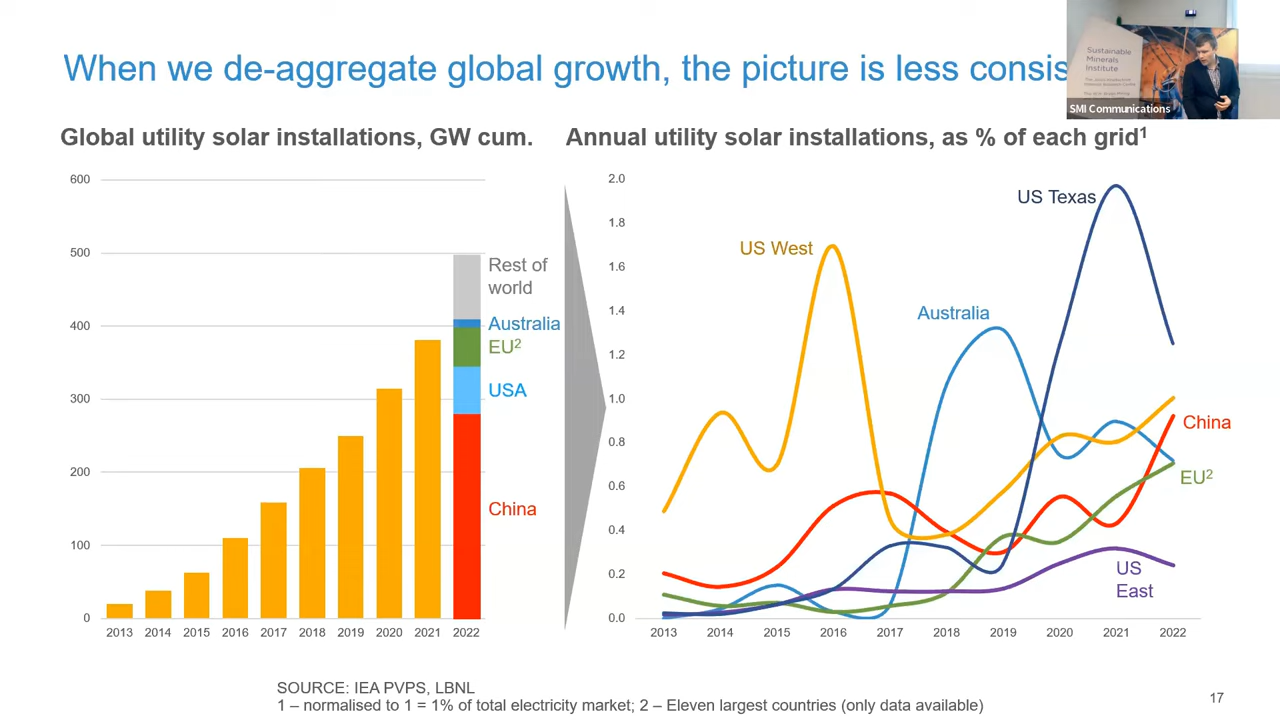 When we de-aggregate global growth, the picture is less consis
Sustainable
Minerals
Institute
SMI Communications
Global utility solar installations, GW cum.
600
500
400
300
200
100
0
2013 2014 2015 2016 2017 2018 2019 2020 2021 2022
Rest of
world
Australia
EU²
USA
China
Annual utility solar installations, as % of each grid¹
2.0
1.8
1.6
1.4
1.2
1.0
0.8
0.6
0.4
0.2
0.0
2013 2014 2015 2016 2017 2018 2019 2020 2021 2022
US West
Australia
US Texas
China
EU²
US
East
SOURCE: IEA PVPS, LBNL
1 – normalised to 1 = 1% of total electricity market; 2 – Eleven largest countries (only data available)
17